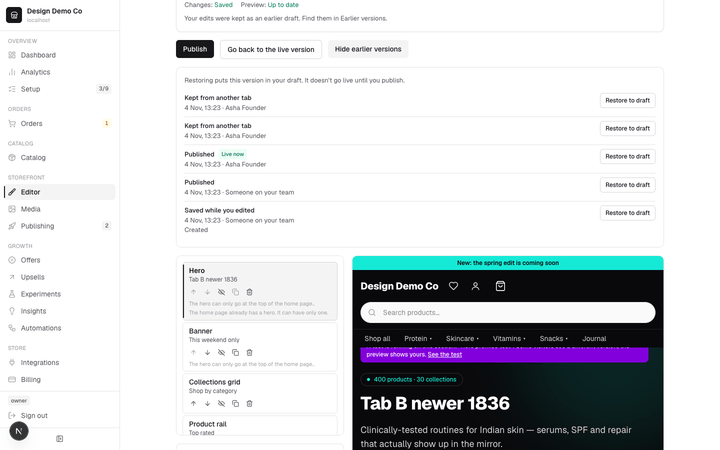 Design Demo Co
localhost
OVERVIEW
Dashboard
Analytics
Setup 3/9
ORDERS
Orders 1
CATALOG
Catalog
STOREFRONT
Editor
Media
Publishing 2
GROWTH
Offers
Upsells
Experiments
Insights
Automations
STORE
Integrations
Billing
owner
Sign out
N
Changes: Saved Preview: Up to date
Your edits were kept as an earlier draft. Find them in Earlier versions.
Publish Go back to the live version Hide earlier versions
Restoring puts this version in your draft. It doesn't go live until you publish.
Kept from another tab
4 Nov, 13:23 · Asha Founder
Restore to draft
Kept from another tab
4 Nov, 13:23 · Asha Founder
Restore to draft
Published Live now
4 Nov, 13:23 · Asha Founder
Restore to draft
Published
4 Nov, 13:23 · Someone on your team
Restore to draft
Saved while you edited
4 Nov, 13:23 · Someone on your team
Created
Restore to draft
Hero
Tab B newer 1836
The hero can only go at the top of the home page.
The home page already has a hero. It can have only one.
Banner
This weekend only
The hero can only go at the top of the home page.
Collections grid
Shop by category
Product rail
Top rated
New: the spring edit is coming soon
Design Demo Co
Search products...
Shop all Protein Skincare Vitamins Snacks Journal
preview shows yours. See the test
400 products · 30 collections
Tab B newer 1836
Clinically-tested routines for Indian skin — serums, SPF and repair
that actually show up in the mirror.